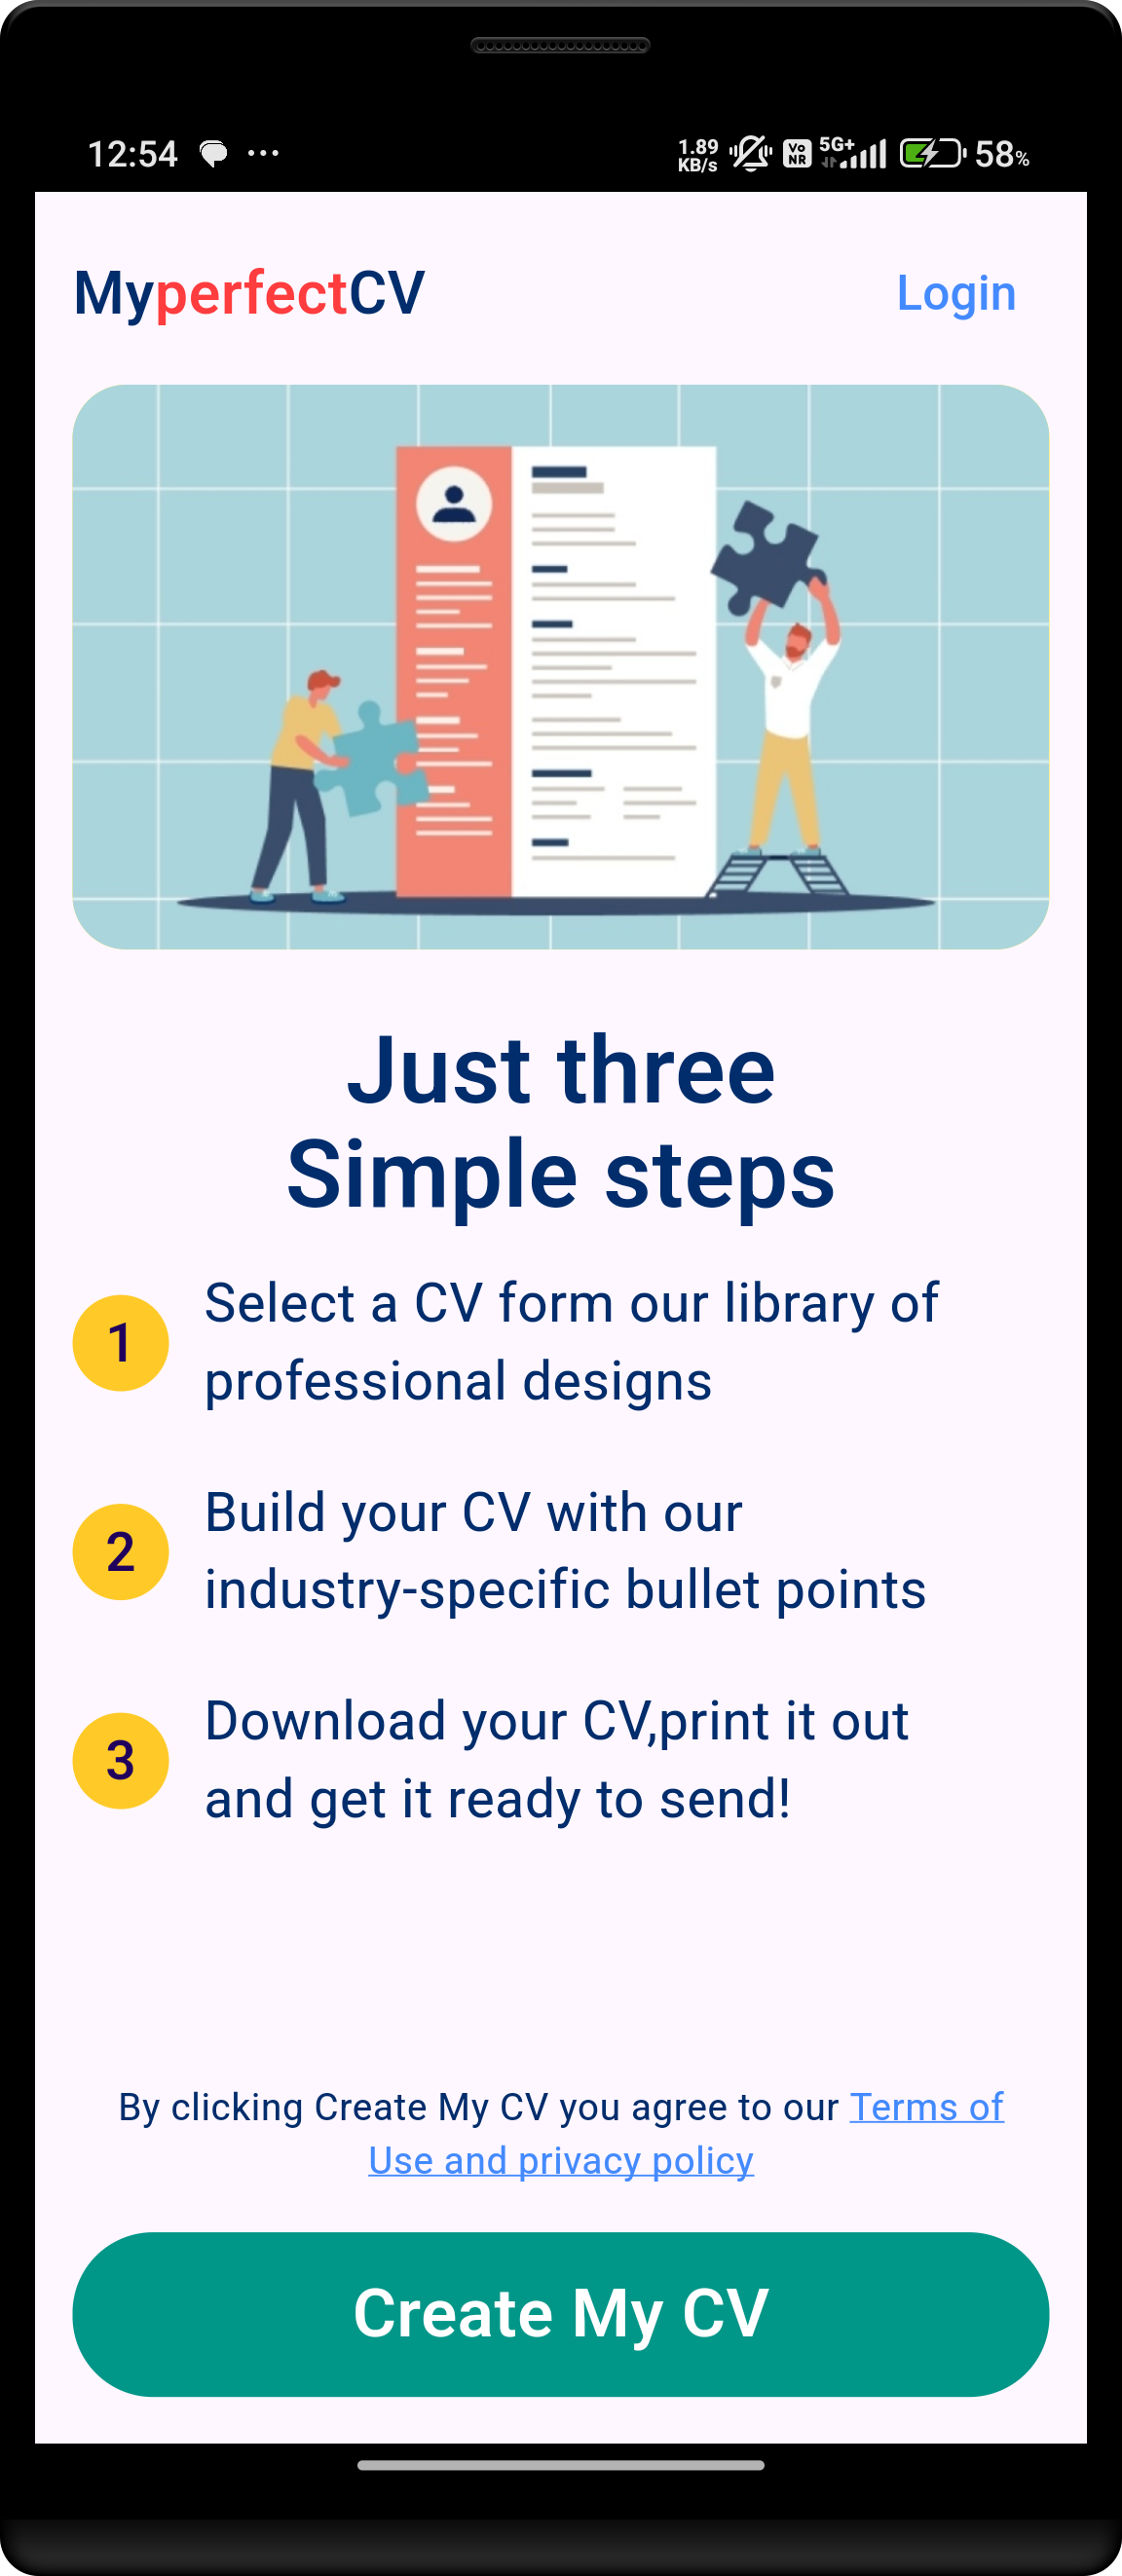 12:54 ... 1.89 KB/s Vo NR 5G+ 58%
MyperfectCV Login
Just three
Simple steps
1 Select a CV form our library of
professional designs
2 Build your CV with our
industry-specific bullet points
3 Download your CV,print it out
and get it ready to send!
By clicking Create My CV you agree to our Terms of
Use and privacy policy
Create My CV